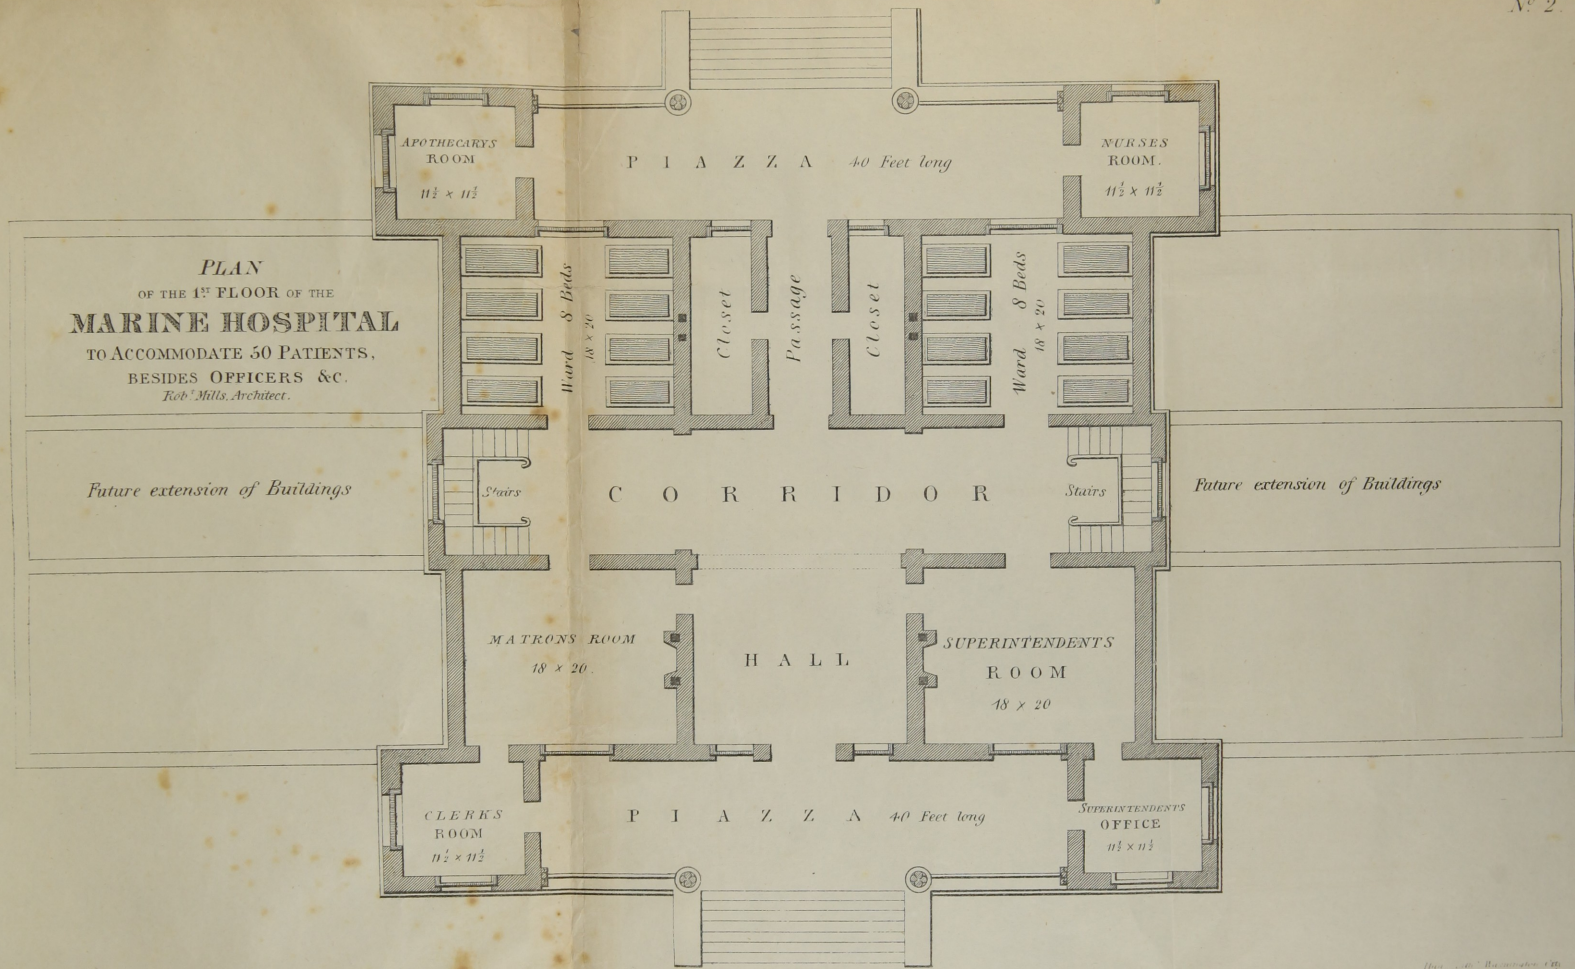 No. 2.
APOTHECARYS
ROOM
11½ × 11½
PIAZZA 40 Feet long
NURSES
ROOM.
11½ × 11½
PLAN
OF THE 1ST FLOOR OF THE
MARINE HOSPITAL
TO ACCOMMODATE 50 PATIENTS,
BESIDES OFFICERS &C.
Robt Mills, Architect.
Ward 8 Beds
18 × 20
Closet
Passage
Closet
Ward 8 Beds
18 × 20
Future extension of Buildings
Stairs
CORRIDOR
Stairs
Future extension of Buildings
MATRONS ROOM
18 × 20.
HALL
SUPERINTENDENTS
ROOM
18 × 20
CLERKS
ROOM
11½ × 11½
PIAZZA 40 Feet long
SUPERINTENDENTS
OFFICE
11½ × 11½